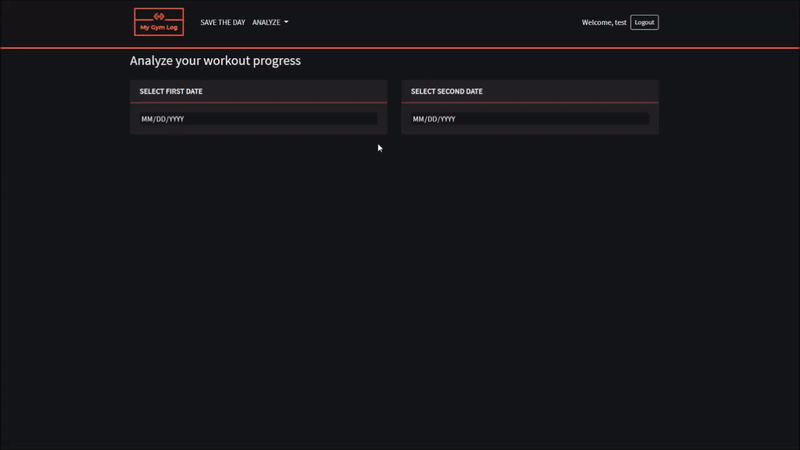 My Gym Log
SAVE THE DAY
ANALYZE
Welcome, test
Logout
Analyze your workout progress
SELECT FIRST DATE
SELECT SECOND DATE
MM/DD/YYYY
MM/DD/YYYY